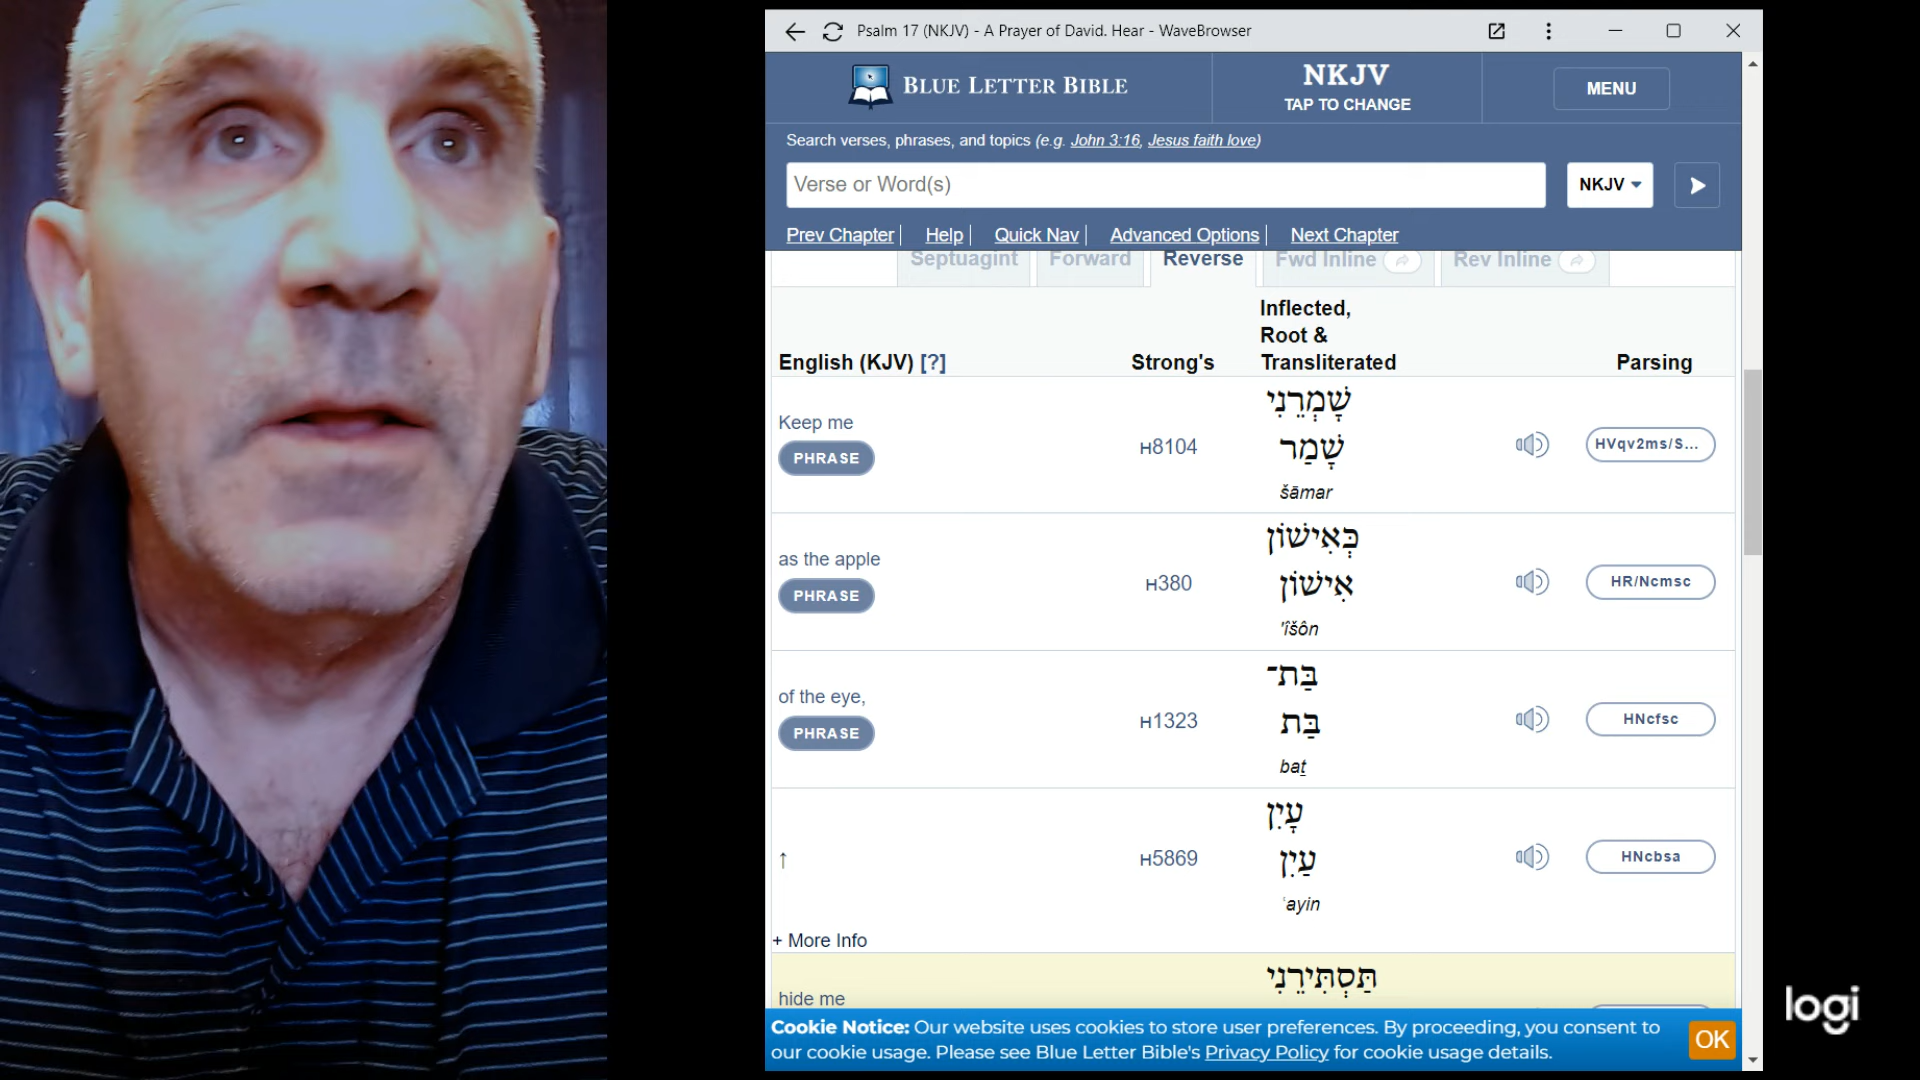 Psalm 17 (NKJV) - A Prayer of David. Hear - WaveBrowser
BLUE LETTER BIBLE
NKJV
TAP TO CHANGE
MENU
Search verses, phrases, and topics (e.g. John 3:16, Jesus faith love)
Verse or Word(s)
NKJV
Prev Chapter | Help | Quick Nav | Advanced Options | Next Chapter
Septuagint Forward Reverse Fwd Inline Rev Inline
English (KJV) [?]
Strong's
Inflected,
Root &
Transliterated
Parsing
Keep me
PHRASE
H8104
שָׁמְרֵנִי
שָׁמַר
šāmar
HVqv2ms/S...
as the apple
PHRASE
H380
כְּאִישׁוֹן
אִישׁוֹן
'îšôn
HR/Ncmsc
of the eye,
PHRASE
H1323
בַּת־
בַּת
baṯ
HNcfsc
↑
H5869
עָיִן
עַיִן
ʿayin
HNcbsa
+ More Info
hide me
תַּסְתִּירֵנִי
Cookie Notice: Our website uses cookies to store user preferences. By proceeding, you consent to
our cookie usage. Please see Blue Letter Bible's Privacy Policy for cookie usage details.
OK
logi